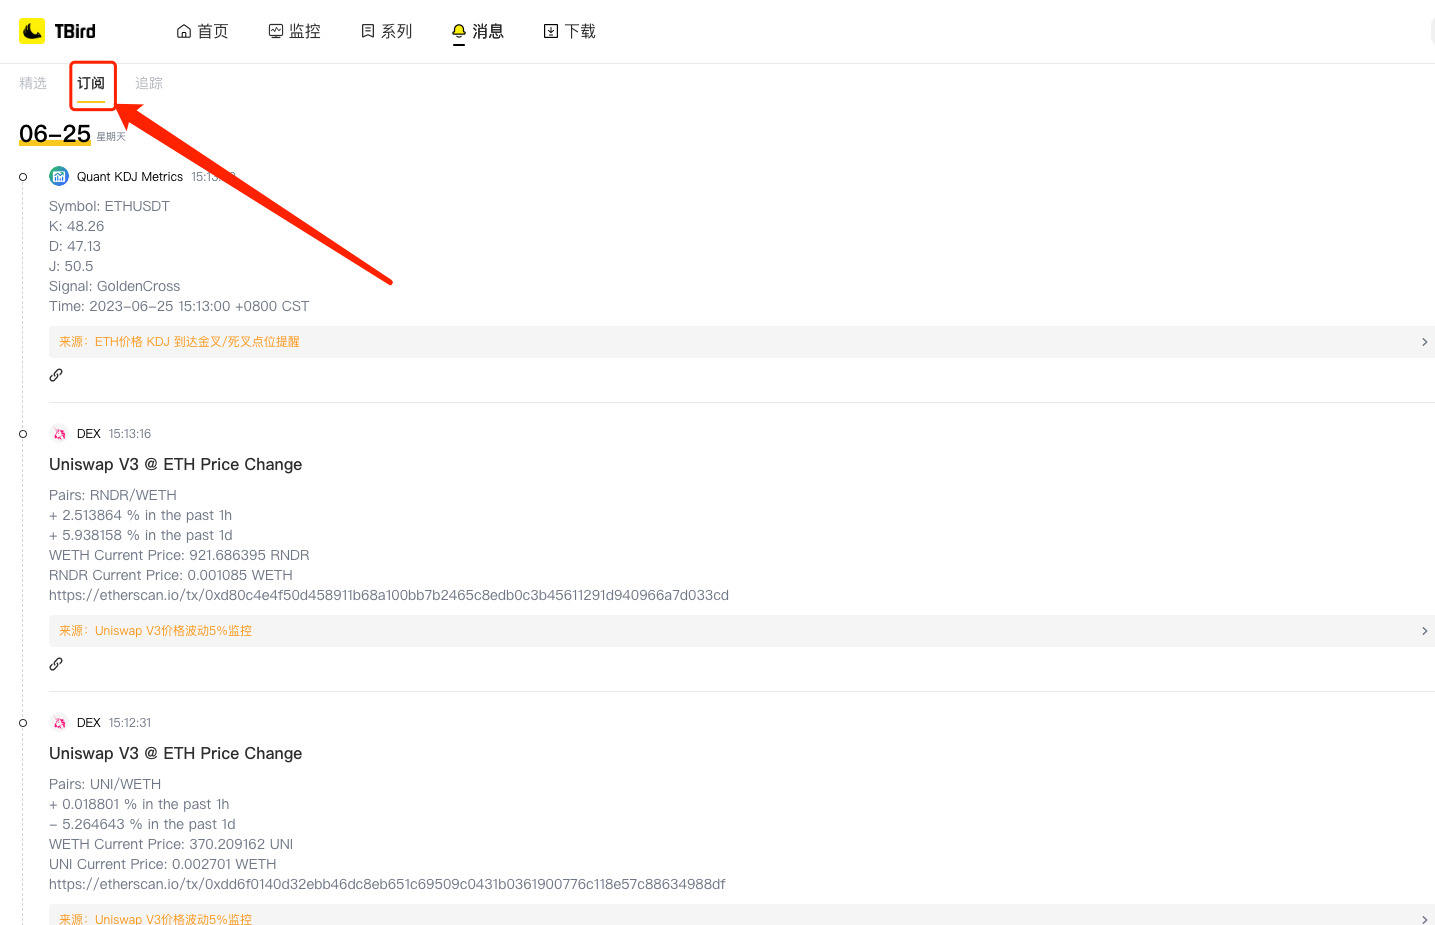 TBird
首页
监控
系列
消息
下载
精选
订阅
追踪
06-25 星期天
Quant KDJ Metrics
Symbol: ETHUSDT
K: 48.26
D: 47.13
J: 50.5
Signal: GoldenCross
Time: 2023-06-25 15:13:00 +0800 CST
来源：ETH价格 KDJ 到达金叉/死叉点位提醒
DEX 15:13:16
Uniswap V3 @ ETH Price Change
Pairs: RNDR/WETH
+ 2.513864 % in the past 1h
+ 5.938158 % in the past 1d
WETH Current Price: 921.686395 RNDR
RNDR Current Price: 0.001085 WETH
https://etherscan.io/tx/0xd80c4e4f50d458911b68a100bb7b2465c8edb0c3b45611291d940966a7d033cd
来源：Uniswap V3价格波动5%监控
DEX 15:12:31
Uniswap V3 @ ETH Price Change
Pairs: UNI/WETH
+ 0.018801 % in the past 1h
- 5.264643 % in the past 1d
WETH Current Price: 370.209162 UNI
UNI Current Price: 0.002701 WETH
https://etherscan.io/tx/0xdd6f0140d32ebb46dc8eb651c69509c0431b0361900776c118e57c88634988df
来源：Uniswap V3价格波动5%监控